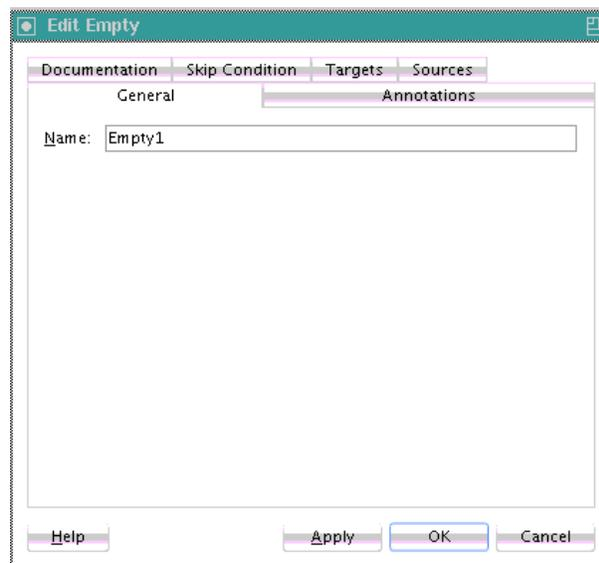 Edit Empty
Documentation Skip Condition Targets Sources
General Annotations
Name: Empty1
Help Apply OK Cancel